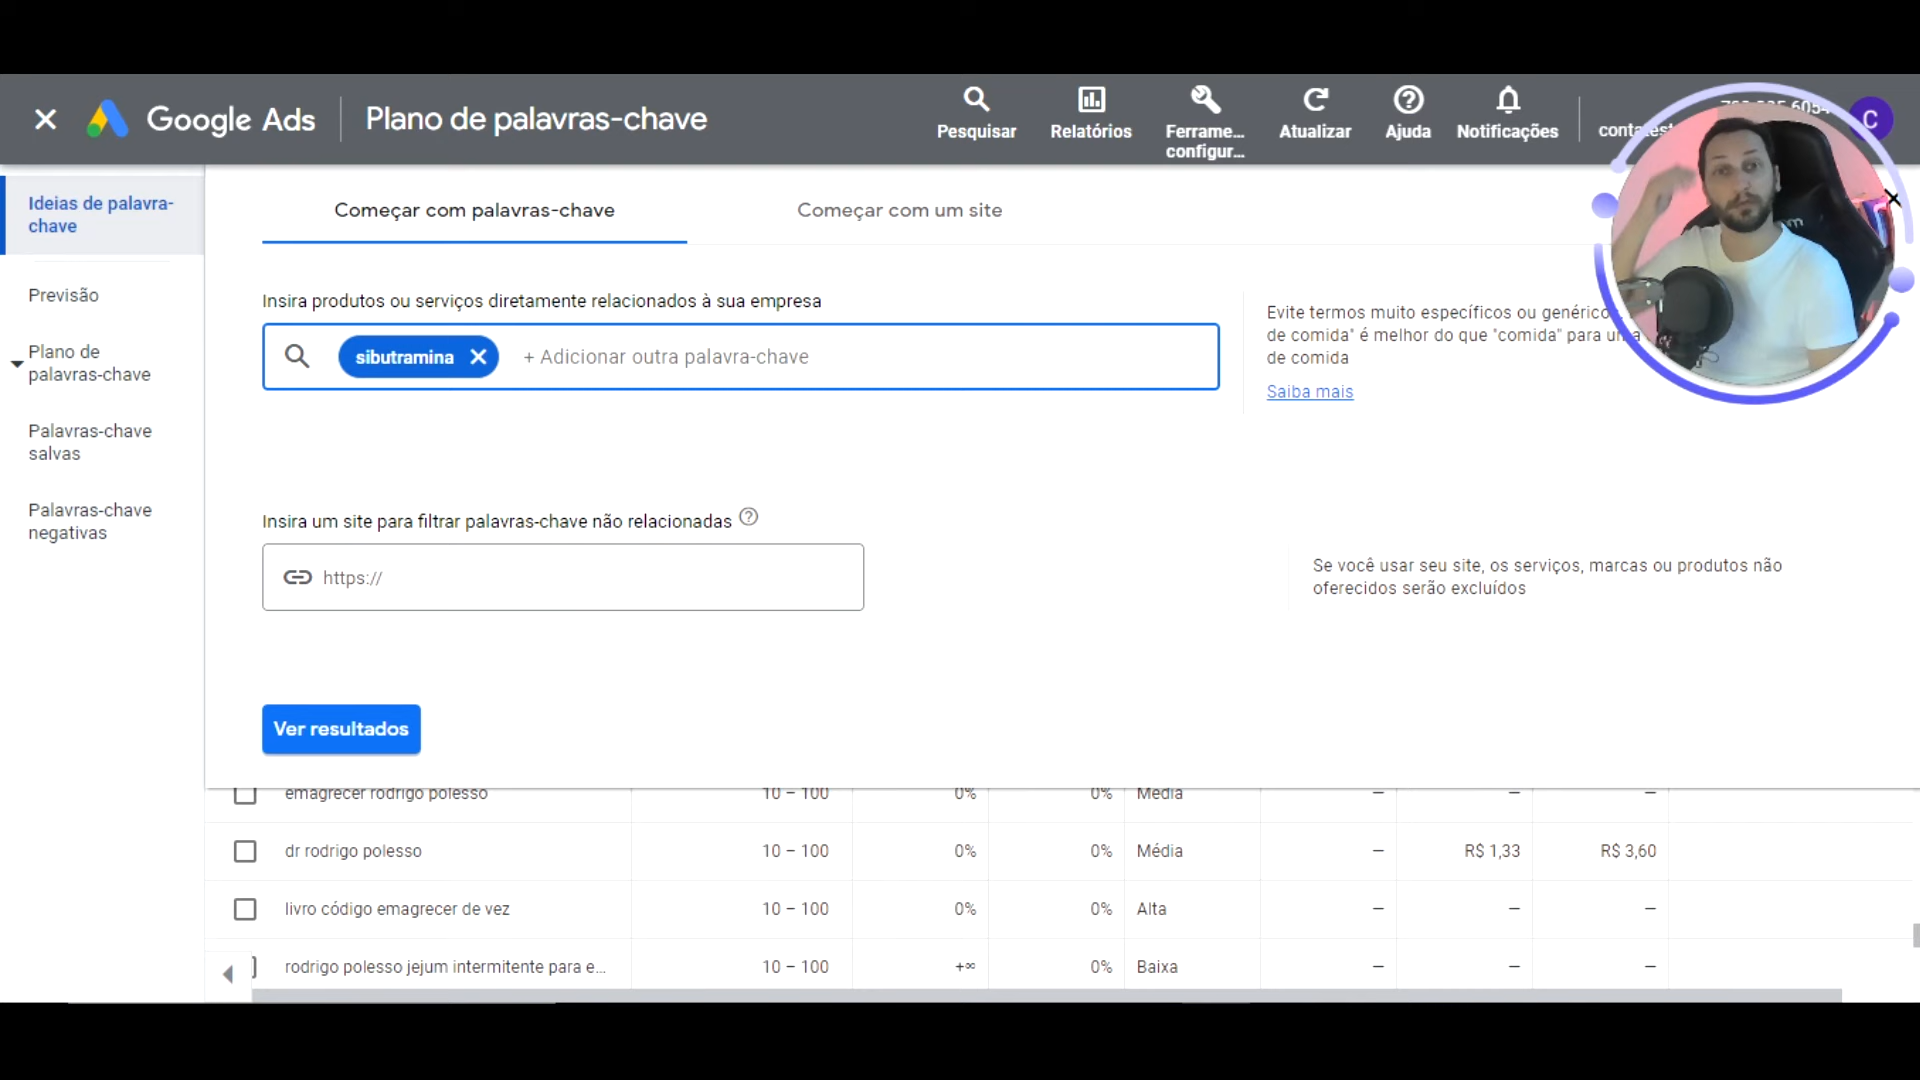 Google Ads
Plano de palavras-chave
Pesquisar
Relatórios
Ferrame...
configur...
Atualizar
Ajuda
Notificações
C
Ideias de palavra-
chave
Previsão
Plano de
palavras-chave
Palavras-chave
salvas
Palavras-chave
negativas
Começar com palavras-chave
Começar com um site
Insira produtos ou serviços diretamente relacionados à sua empresa
sibutramina
+ Adicionar outra palavra-chave
Evite termos muito específicos ou genéricos.
de comida" é melhor do que "comida" para uma
de comida
Saiba mais
Insira um site para filtrar palavras-chave não relacionadas
https://
Se você usar seu site, os serviços, marcas ou produtos não
oferecidos serão excluídos
Ver resultados
emagrecer rodrigo polesso 10 – 100 0% 0% Média – – –
dr rodrigo polesso 10 – 100 0% 0% Média – R$ 1,33 R$ 3,60
livro código emagrecer de vez 10 – 100 0% 0% Alta – – –
rodrigo polesso jejum intermitente para e... 10 – 100 +∞ 0% Baixa – – –